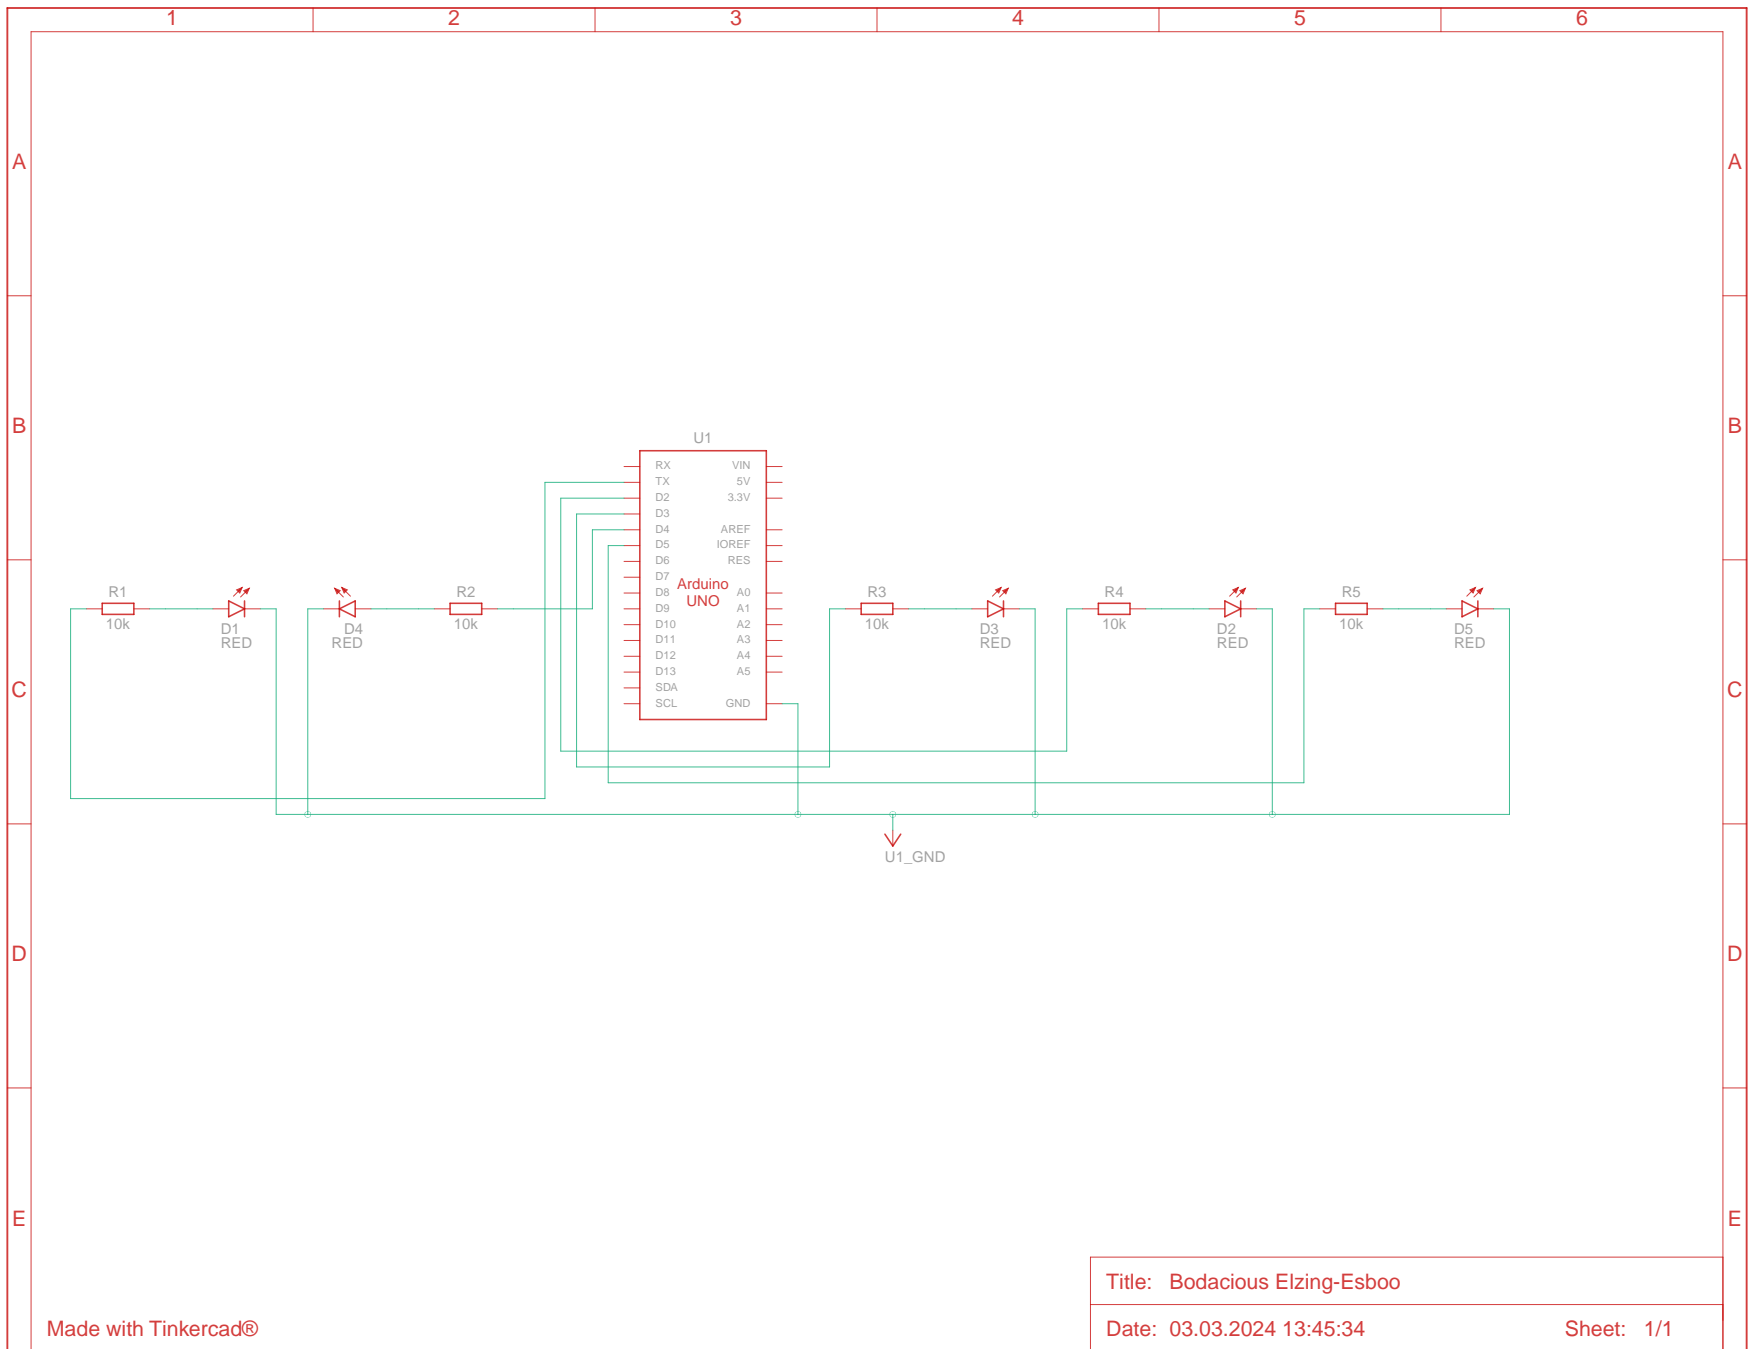 1 2 3 4 5 6
A A
B B
U1
RX VIN
TX 5V
D2 3.3V
D3
D4 AREF
D5 IOREF
D6 RES
D7
Arduino
UNO
D8 A0
D9 A1
D10 A2
D11 A3
D12 A4
D13 A5
SDA
SCL GND
R1
10k
D1
RED
D4
RED
R2
10k
R3
10k
D3
RED
R4
10k
D2
RED
R5
10k
D5
RED
C C
U1_GND
D D
E E
Title: Bodacious Elzing-Esboo
Made with Tinkercad®
Date: 03.03.2024 13:45:34 Sheet: 1/1